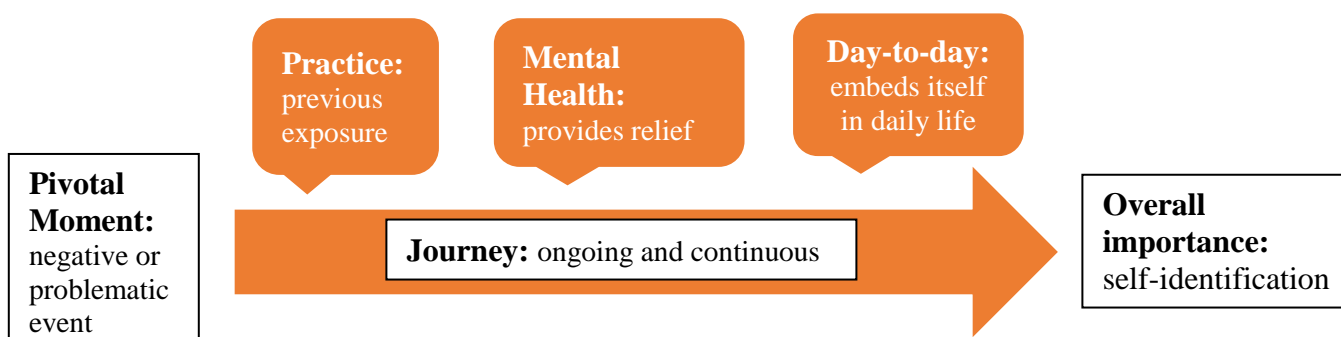 Practice:
previous
exposure
Mental
Health:
provides relief
Day-to-day:
embeds itself
in daily life
Pivotal
Moment:
negative or
problematic
event
Journey: ongoing and continuous
Overall
importance:
self-identification